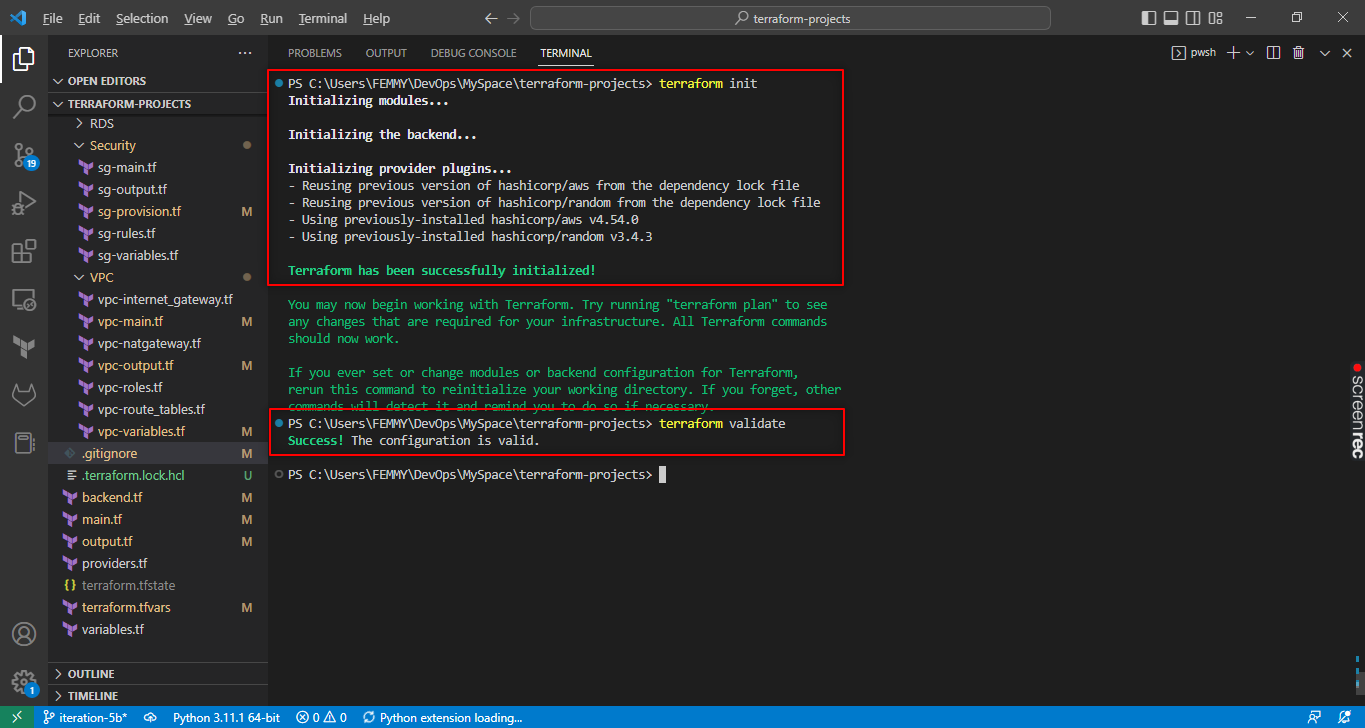 File Edit Selection View Go Run Terminal Help
terraform-projects
EXPLORER
OPEN EDITORS
TERRAFORM-PROJECTS
RDS
Security
sg-main.tf
sg-output.tf
sg-provision.tf M
sg-rules.tf
sg-variables.tf
VPC
vpc-internet_gateway.tf
vpc-main.tf M
vpc-natgateway.tf
vpc-output.tf M
vpc-roles.tf
vpc-route_tables.tf
vpc-variables.tf M
.gitignore M
.terraform.lock.hcl U
backend.tf M
main.tf M
output.tf M
providers.tf
terraform.tfstate
terraform.tfvars M
variables.tf
OUTLINE
TIMELINE
19
1
PROBLEMS OUTPUT DEBUG CONSOLE TERMINAL
pwsh
PS C:\Users\FEMMY\DevOps\MySpace\terraform-projects> terraform init
Initializing modules...
Initializing the backend...
Initializing provider plugins...
- Reusing previous version of hashicorp/aws from the dependency lock file
- Reusing previous version of hashicorp/random from the dependency lock file
- Using previously-installed hashicorp/aws v4.54.0
- Using previously-installed hashicorp/random v3.4.3
Terraform has been successfully initialized!
You may now begin working with Terraform. Try running "terraform plan" to see
any changes that are required for your infrastructure. All Terraform commands
should now work.
If you ever set or change modules or backend configuration for Terraform,
rerun this command to reinitialize your working directory. If you forget, other
commands will detect it and remind you to do so if necessary.
PS C:\Users\FEMMY\DevOps\MySpace\terraform-projects> terraform validate
Success! The configuration is valid.
PS C:\Users\FEMMY\DevOps\MySpace\terraform-projects>
screenrec
iteration-5b* Python 3.11.1 64-bit 0 0 Python extension loading...